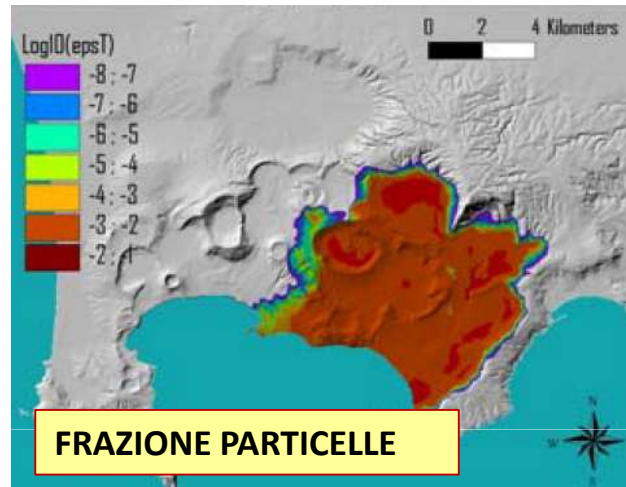 Log10(epsT)
-8 : -7
-7 : -6
-6 : -5
-5 : -4
-4 : -3
-3 : -2
-2 : -1
0 2 4 Kilometers
FRAZIONE PARTICELLE
N
W
S